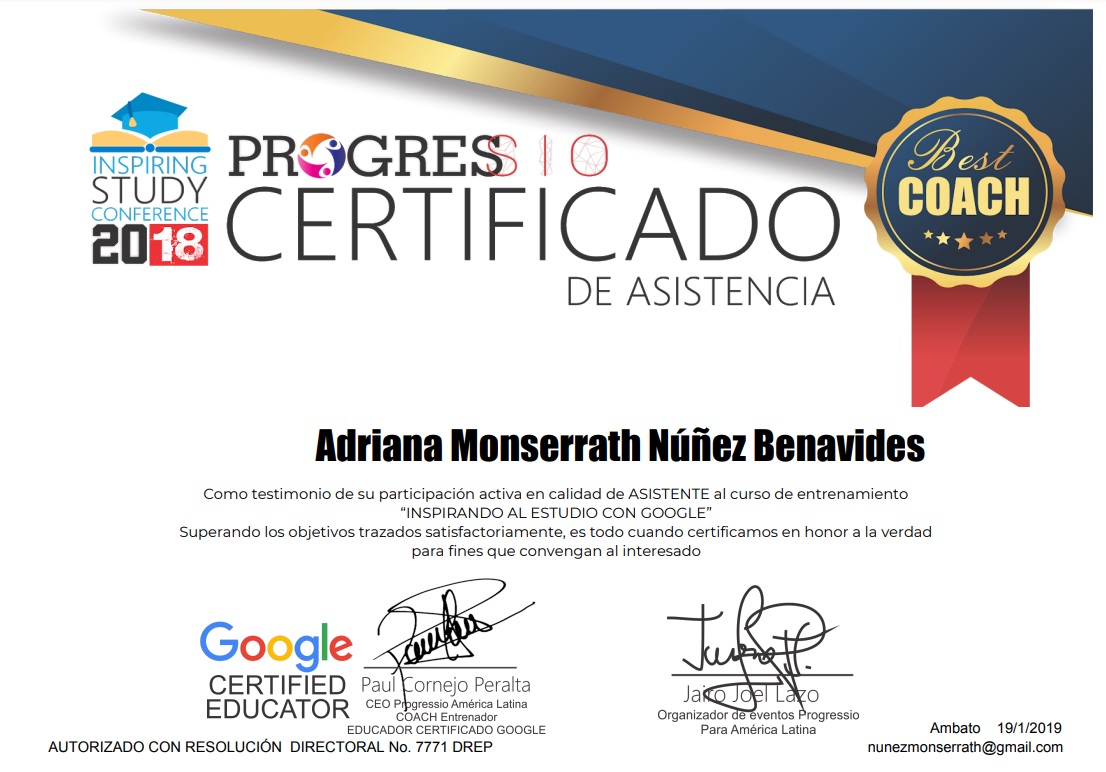 INSPIRING
STUDY
CONFERENCE
2018
PROGRESSIO
CERTIFICADO
DE ASISTENCIA
Best
COACH
Adriana Monserrath Núñez Benavides
Como testimonio de su participación activa en calidad de ASISTENTE al curso de entrenamiento
“INSPIRANDO AL ESTUDIO CON GOOGLE”
Superando los objetivos trazados satisfactoriamente, es todo cuando certificamos en honor a la verdad
para fines que convengan al interesado
Google
CERTIFIED
EDUCATOR
Paul Cornejo Peralta
CEO Progressio América Latina
COACH Entrenador
EDUCADOR CERTIFICADO GOOGLE
Jairo Joel Lazo
Organizador de eventos Progressio
Para América Latina
Ambato 19/1/2019
AUTORIZADO CON RESOLUCIÓN DIRECTORAL No. 7771 DREP
nunezmonserrath@gmail.com